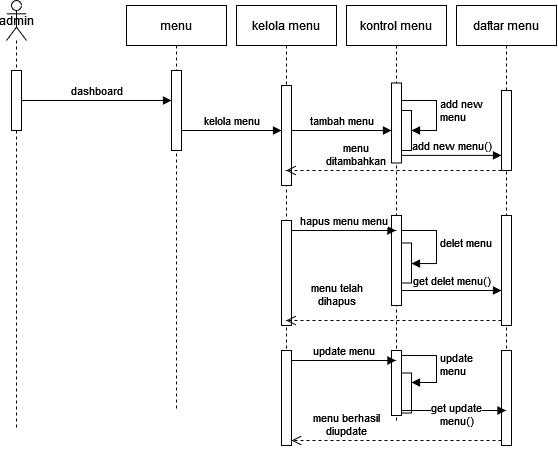 admin
menu
kelola menu
kontrol menu
daftar menu
dashboard
kelola menu
tambah menu
add new
menu
add new menu()
menu
ditambahkan
hapus menu menu
delet menu
get delet menu()
menu telah
dihapus
update menu
update
menu
get update
menu()
menu berhasil
diupdate